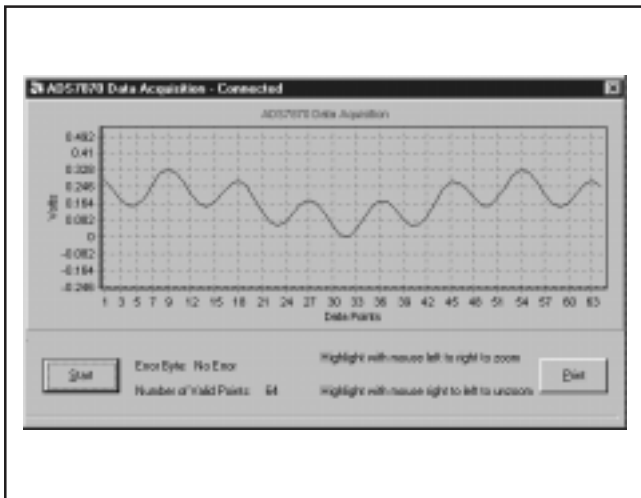 ADS7870 Data Acquisition - Connected
ADS7870 Data Aquisition
0.492
0.41
0.328
0.246
0.164
0.082
0
-0.082
-0.164
-0.246
Volts
1 3 5 7 9 12 15 18 21 24 27 30 33 36 39 42 45 48 51 54 57 60 63
Data Points
Start
Error Byte: No Error
Number of Valid Points: 64
Highlight with mouse left to right to zoom
Highlight with mouse right to left to unzoom
Print